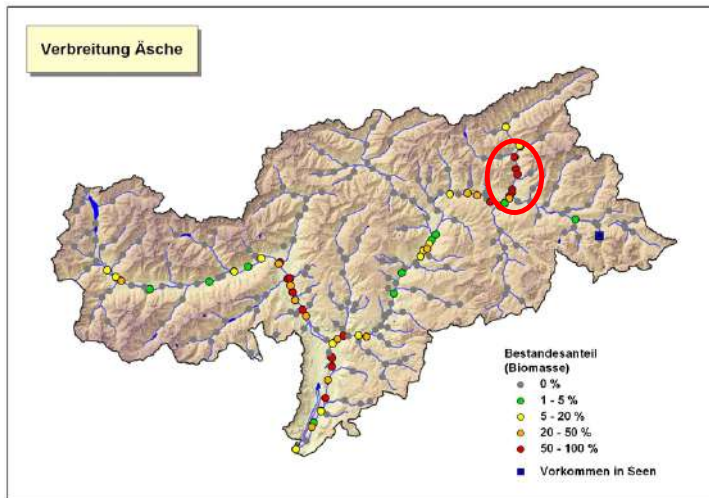 Verbreitung Äsche
Bestandesanteil
(Biomasse)
0 %
1 - 5 %
5 - 20 %
20 - 50 %
50 - 100 %
Vorkommen in Seen